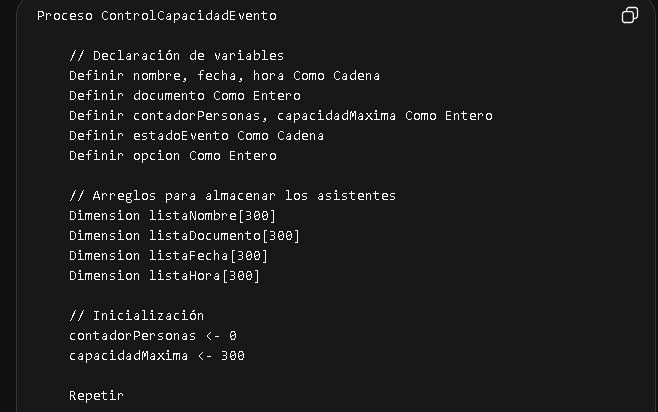 Proceso ControlCapacidadEvento
// Declaración de variables
Definir nombre, fecha, hora Como Cadena
Definir documento Como Entero
Definir contadorPersonas, capacidadMaxima Como Entero
Definir estadoEvento Como Cadena
Definir opcion Como Entero
// Arreglos para almacenar los asistentes
Dimension listaNombre[300]
Dimension listaDocumento[300]
Dimension listaFecha[300]
Dimension listaHora[300]
// Inicialización
contadorPersonas <- 0
capacidadMaxima <- 300
Repetir